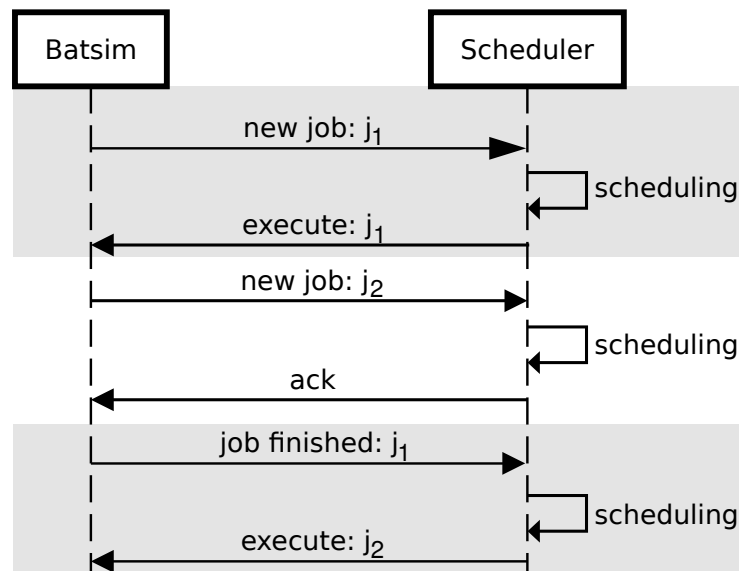 Batsim
Scheduler
new job: j1
scheduling
execute: j1
new job: j2
scheduling
ack
job finished: j1
scheduling
execute: j2